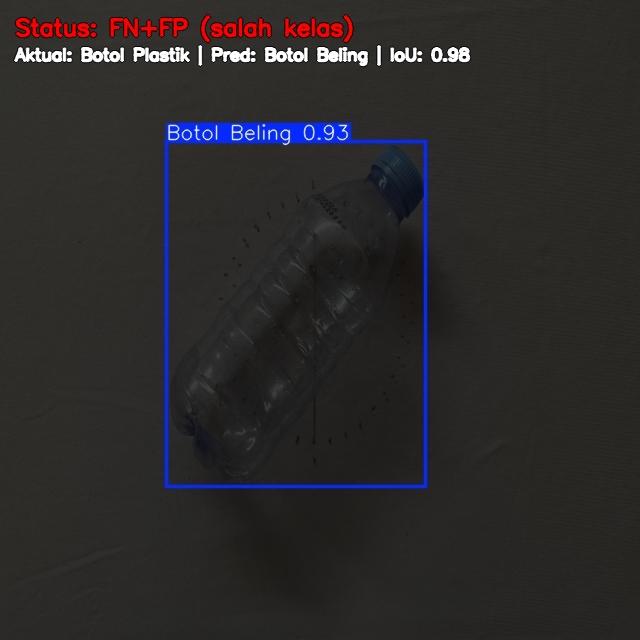 Status: FN+FP (salah kelas)
Aktual: Botol Plastik | Pred: Botol Beling | IoU: 0.98
Botol Beling 0.93